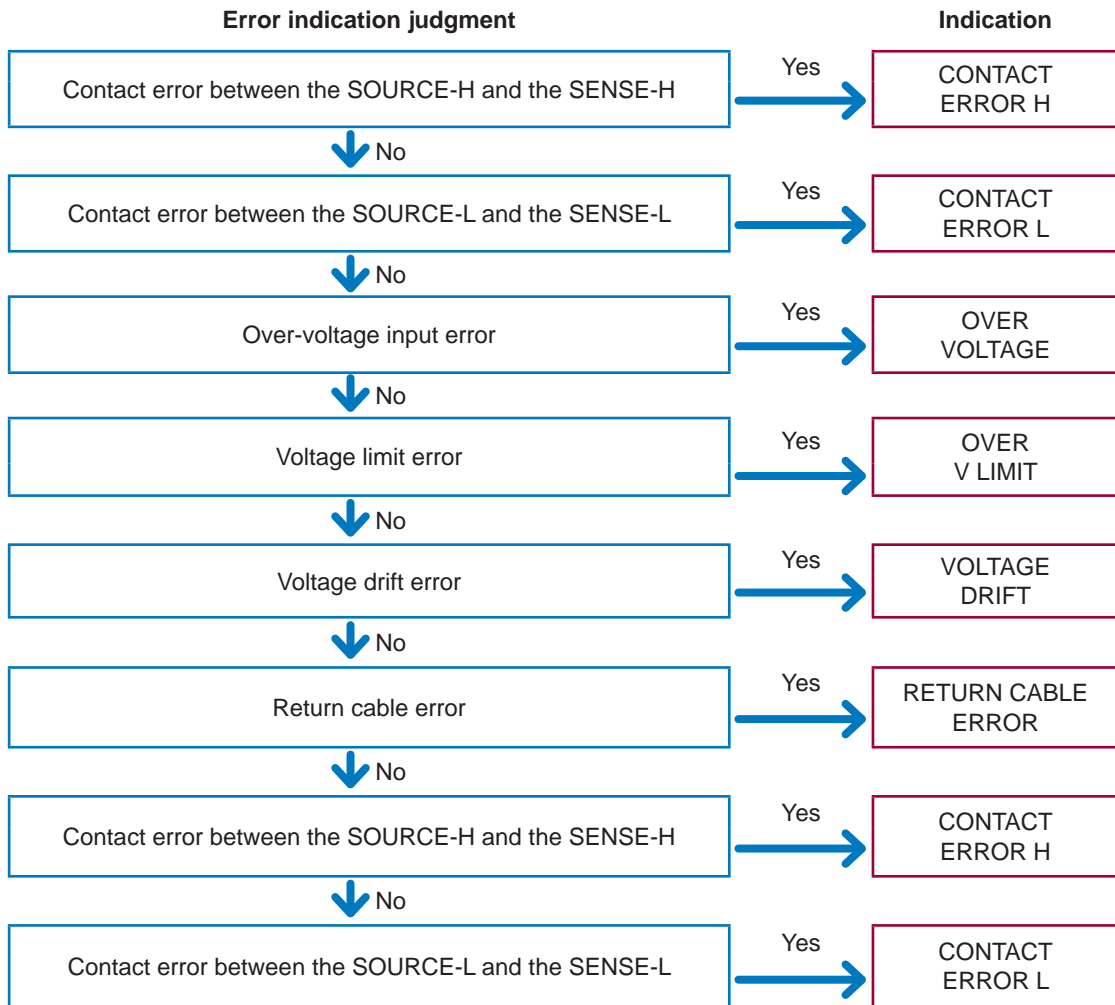 Error indication judgment
Indication
Contact error between the SOURCE-H and the SENSE-H
Yes
CONTACT
ERROR H
No
Contact error between the SOURCE-L and the SENSE-L
Yes
CONTACT
ERROR L
No
Over-voltage input error
Yes
OVER
VOLTAGE
No
Voltage limit error
Yes
OVER
V LIMIT
No
Voltage drift error
Yes
VOLTAGE
DRIFT
No
Return cable error
Yes
RETURN CABLE
ERROR
No
Contact error between the SOURCE-H and the SENSE-H
Yes
CONTACT
ERROR H
No
Contact error between the SOURCE-L and the SENSE-L
Yes
CONTACT
ERROR L